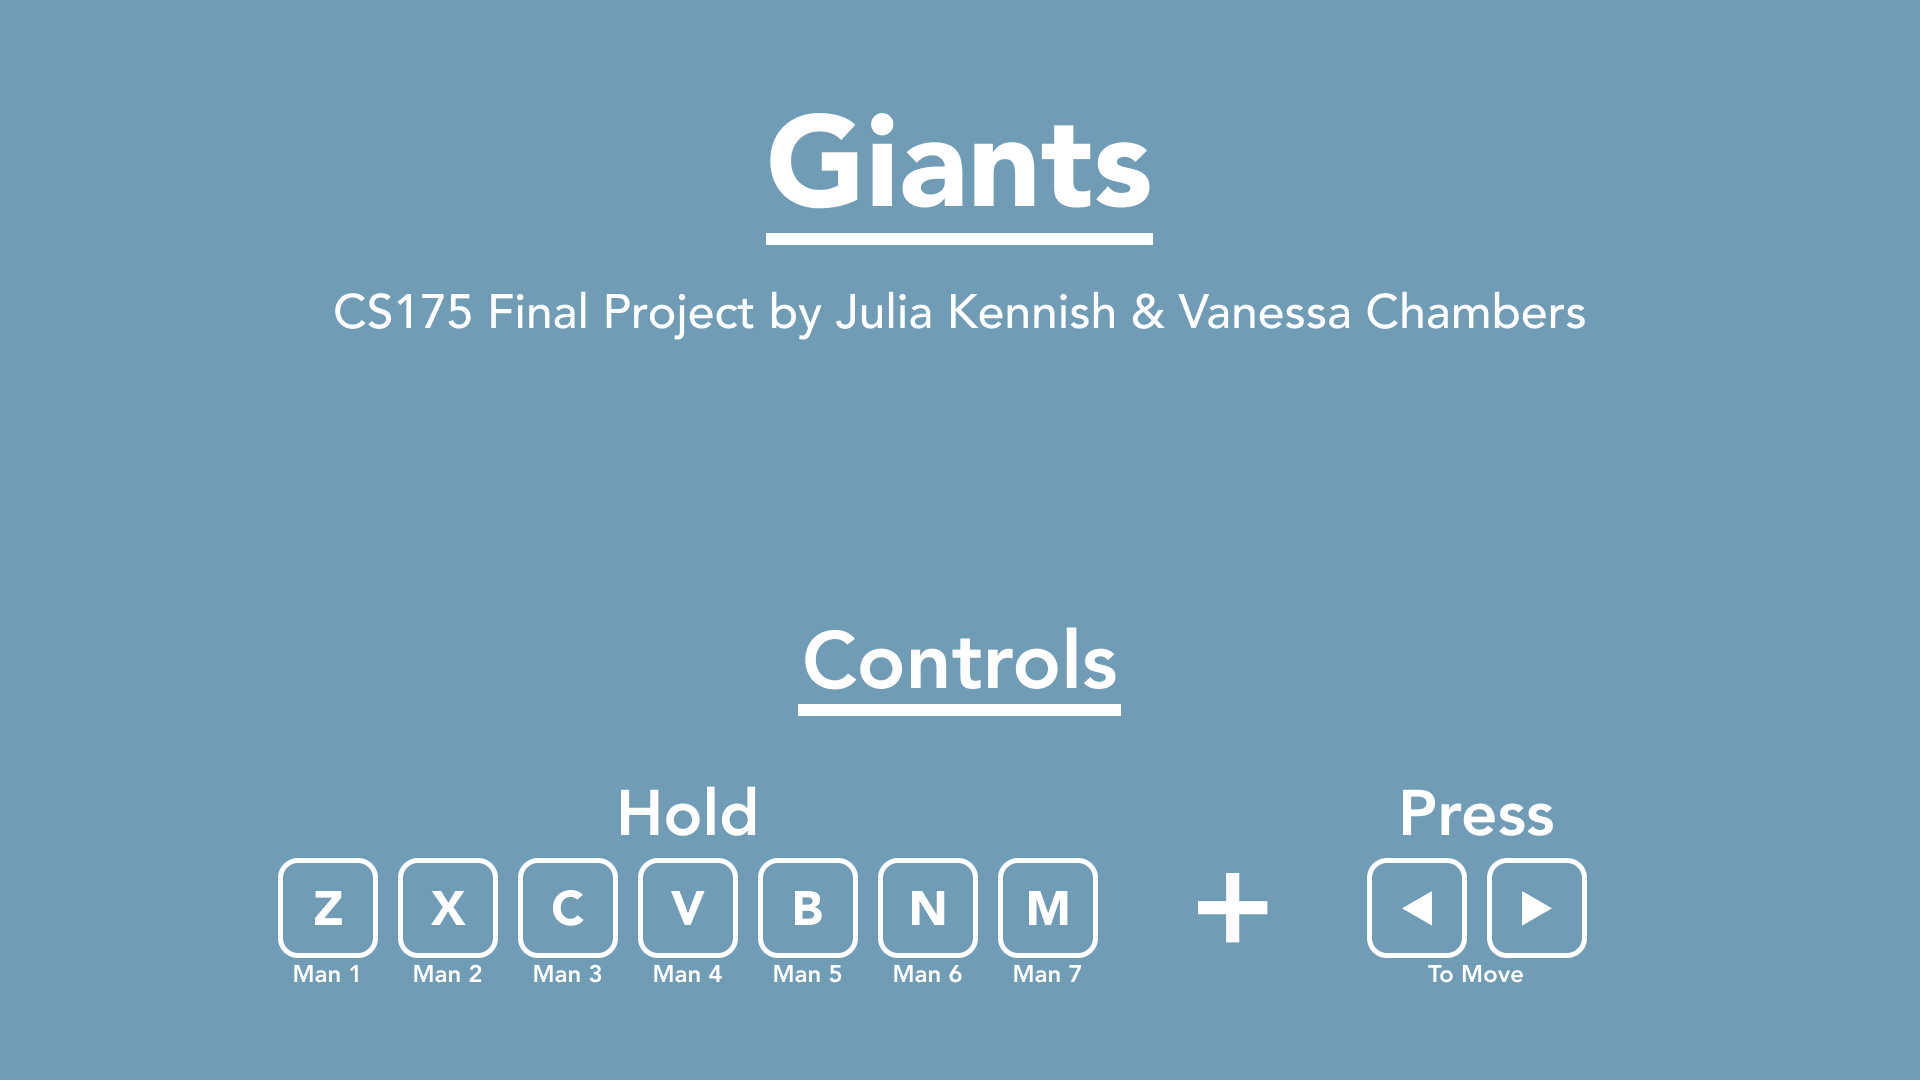 Giants
CS175 Final Project by Julia Kennish & Vanessa Chambers
Controls
Hold
Z X C V B N M
Man 1 Man 2 Man 3 Man 4 Man 5 Man 6 Man 7
+
Press
To Move